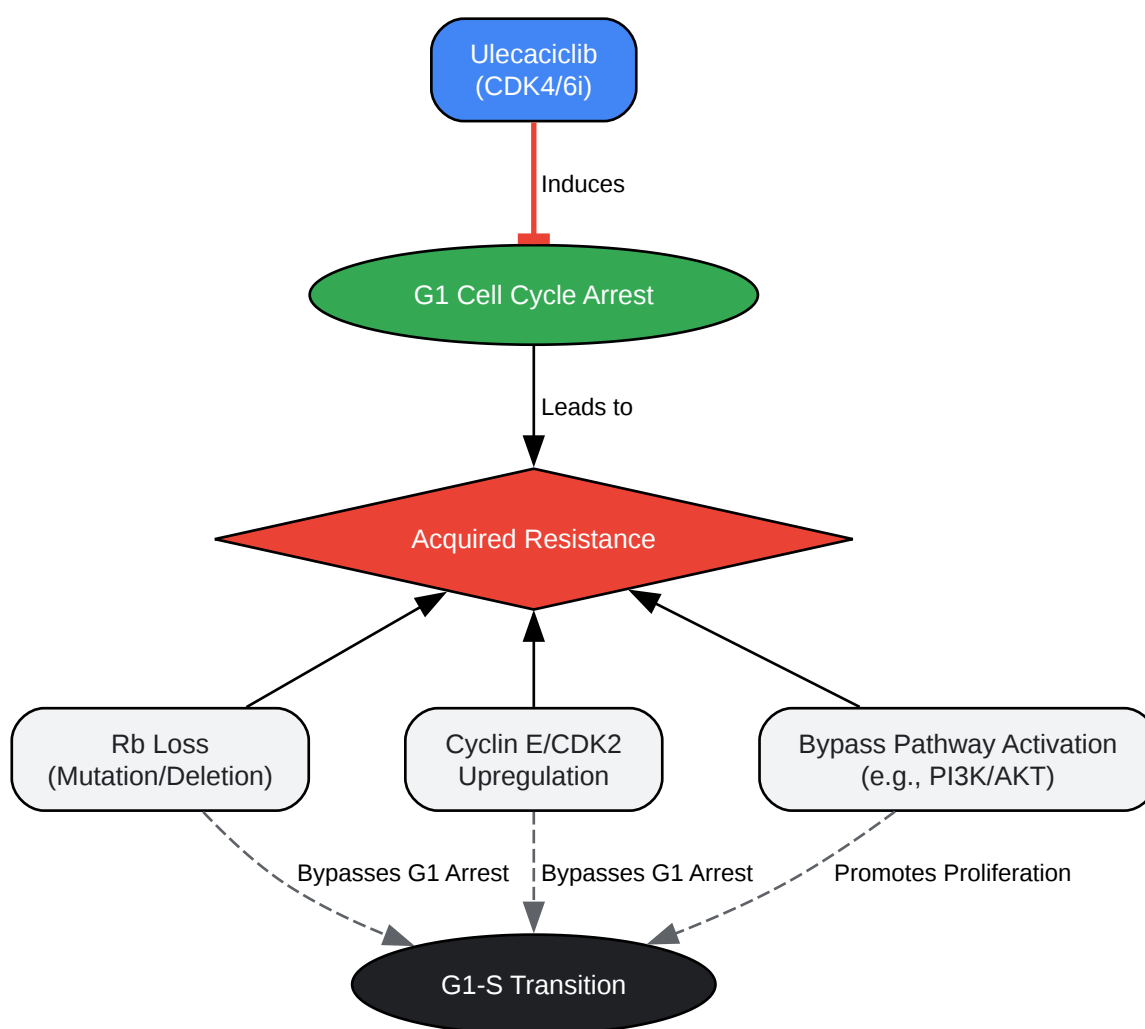 Ulecaciclib
(CDK4/6i)
Induces
G1 Cell Cycle Arrest
Leads to
Acquired Resistance
Rb Loss
(Mutation/Deletion)
Cyclin E/CDK2
Upregulation
Bypass Pathway Activation
(e.g., PI3K/AKT)
Bypasses G1 Arrest
Bypasses G1 Arrest
Promotes Proliferation
G1-S Transition